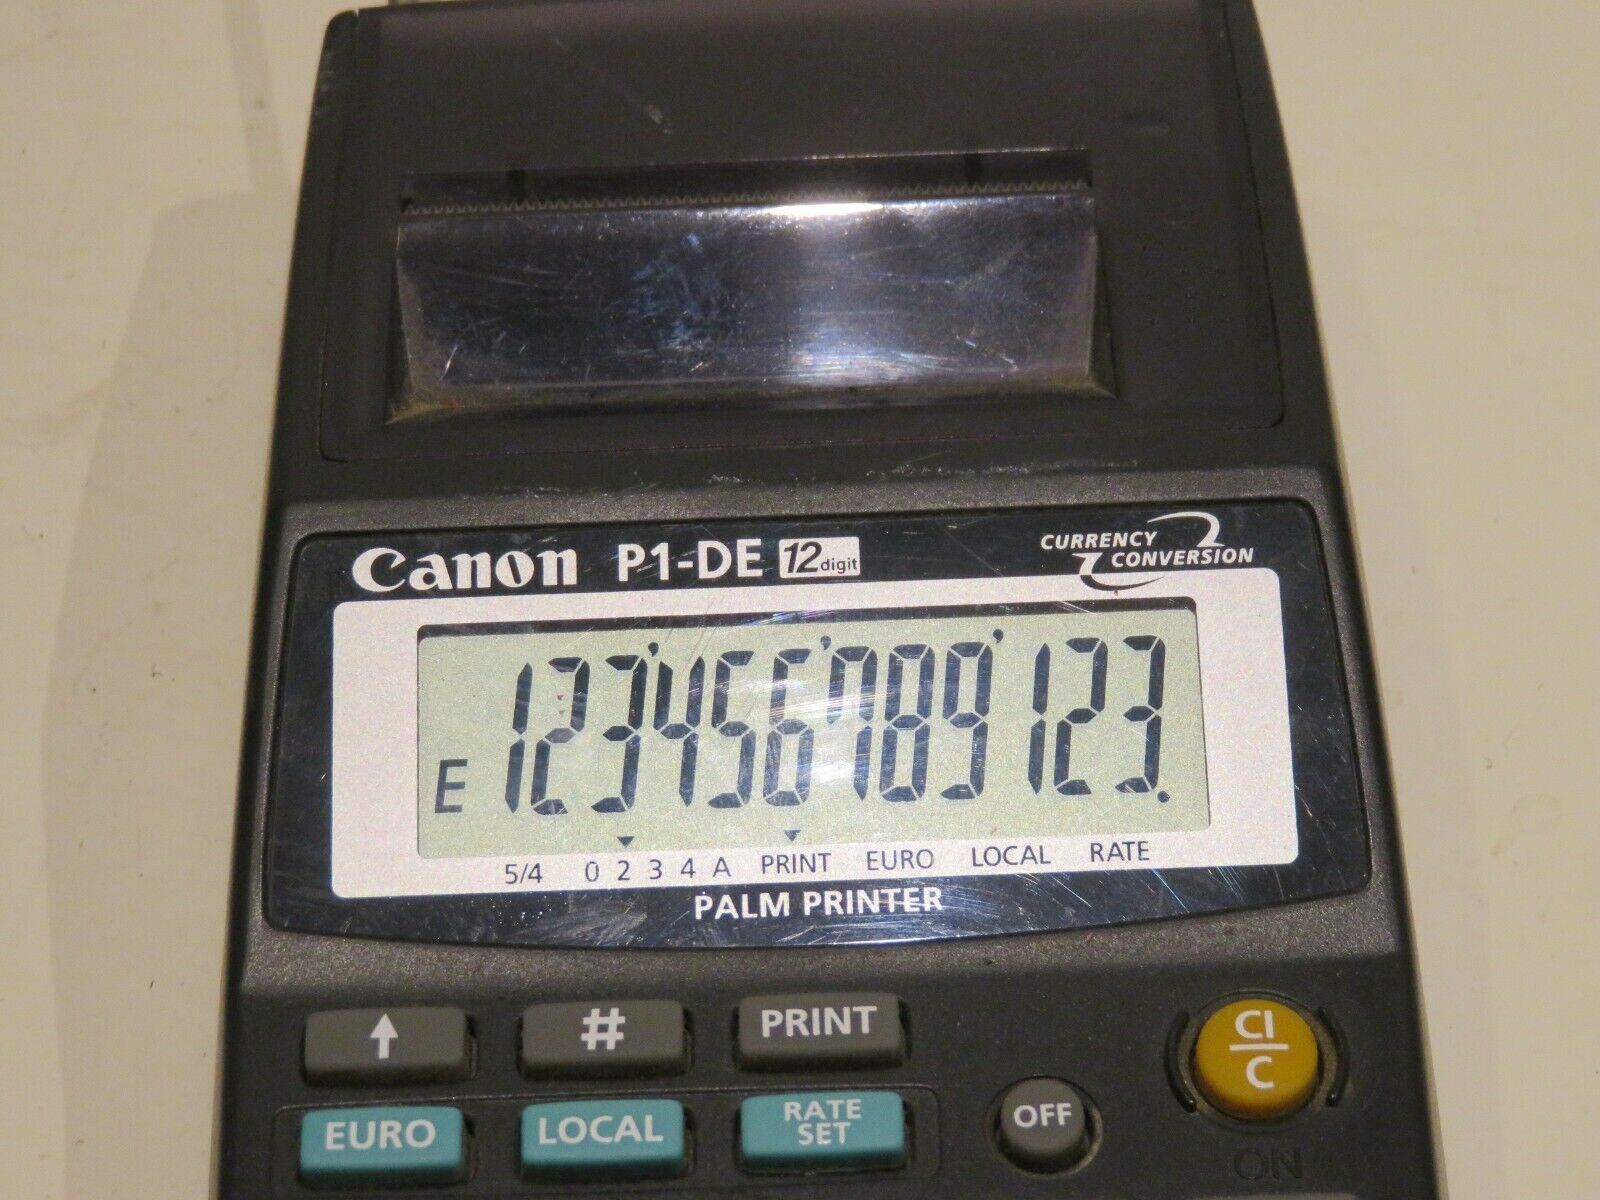 Canon P1-DE 12 digit CURRENCY CONVERSION
E 123'456'789'123.
5/4 0 2 3 4 A PRINT EURO LOCAL RATE
PALM PRINTER
↑ # PRINT CI/C
EURO LOCAL RATE SET OFF
ON